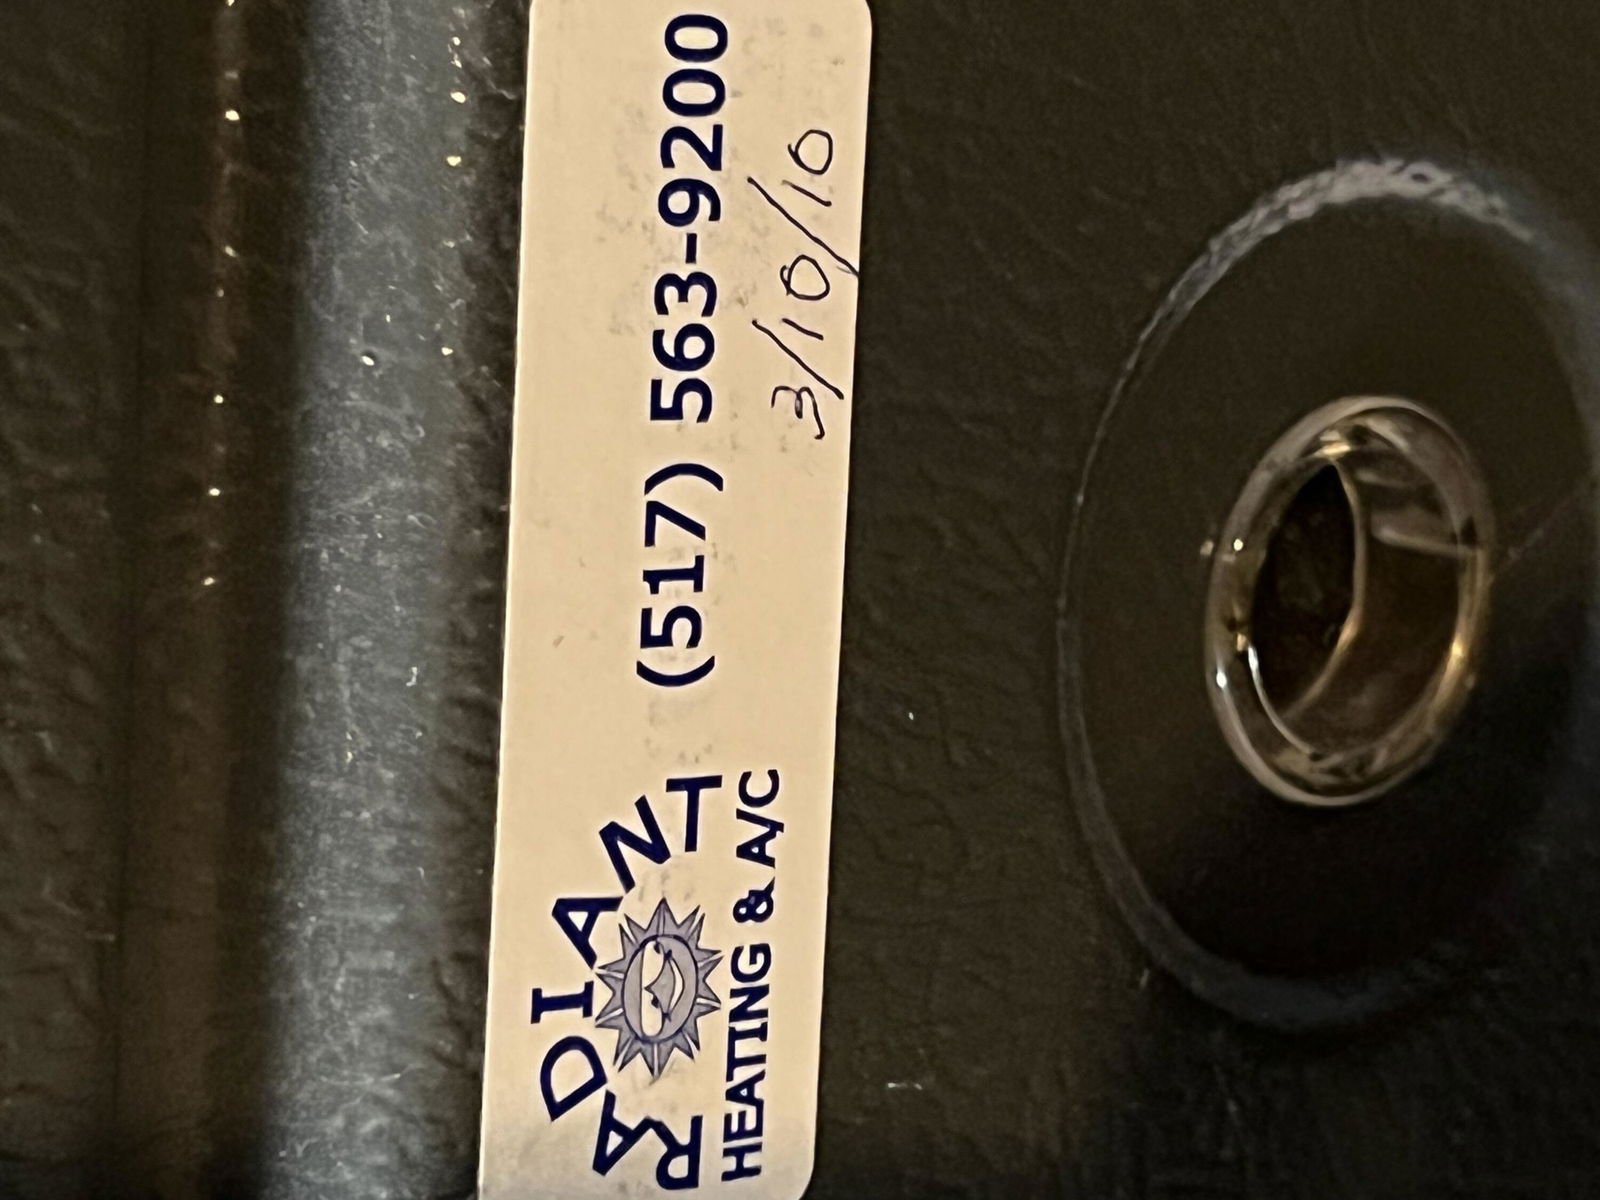 RADIANT
HEATING & A/C
(517) 563-9200
3/10/10